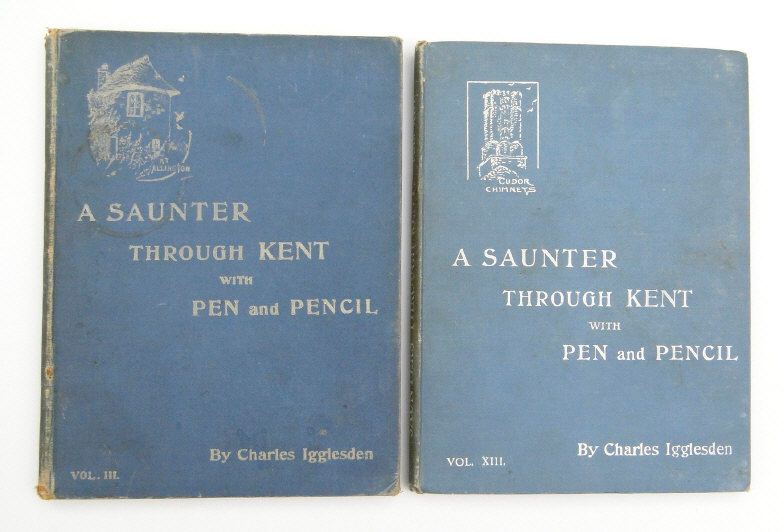 AT
ALLINGTON
A SAUNTER
THROUGH KENT
WITH
PEN and PENCIL
By Charles Igglesden
VOL. III.
TUDOR
CHIMNEYS
A SAUNTER
THROUGH KENT
WITH
PEN and PENCIL
By Charles Igglesden
VOL. XIII.